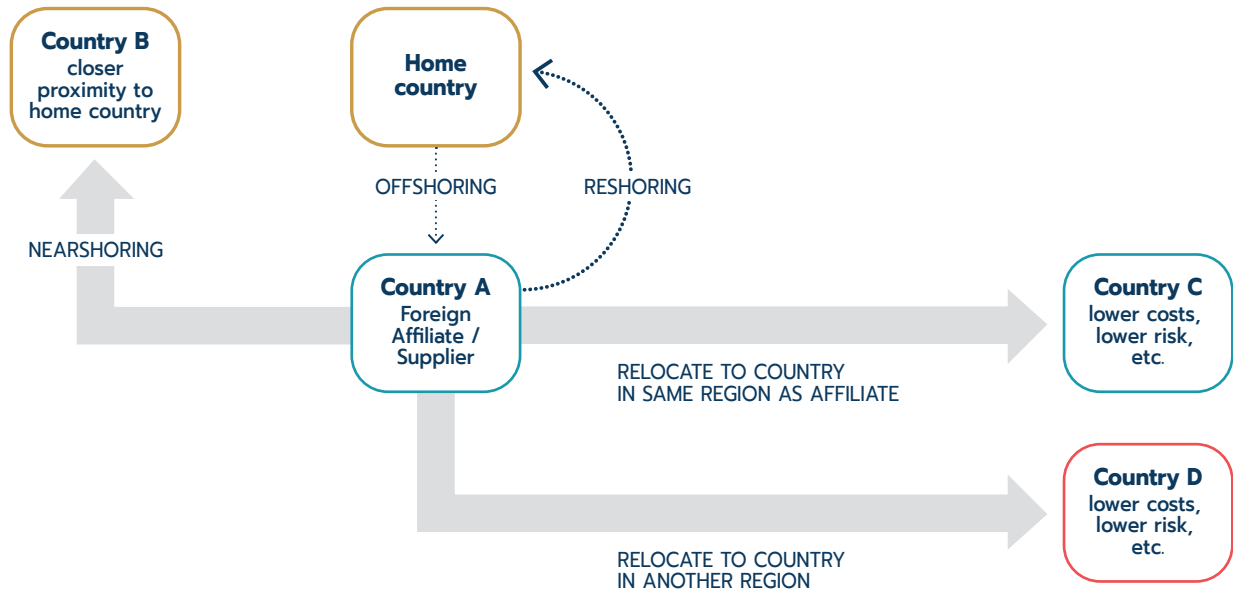 Country B
closer
proximity to
home country
Home
country
OFFSHORING
RESHORING
NEARSHORING
Country A
Foreign
Affiliate /
Supplier
Country C
lower costs,
lower risk,
etc.
RELOCATE TO COUNTRY
IN SAME REGION AS AFFILIATE
Country D
lower costs,
lower risk,
etc.
RELOCATE TO COUNTRY
IN ANOTHER REGION